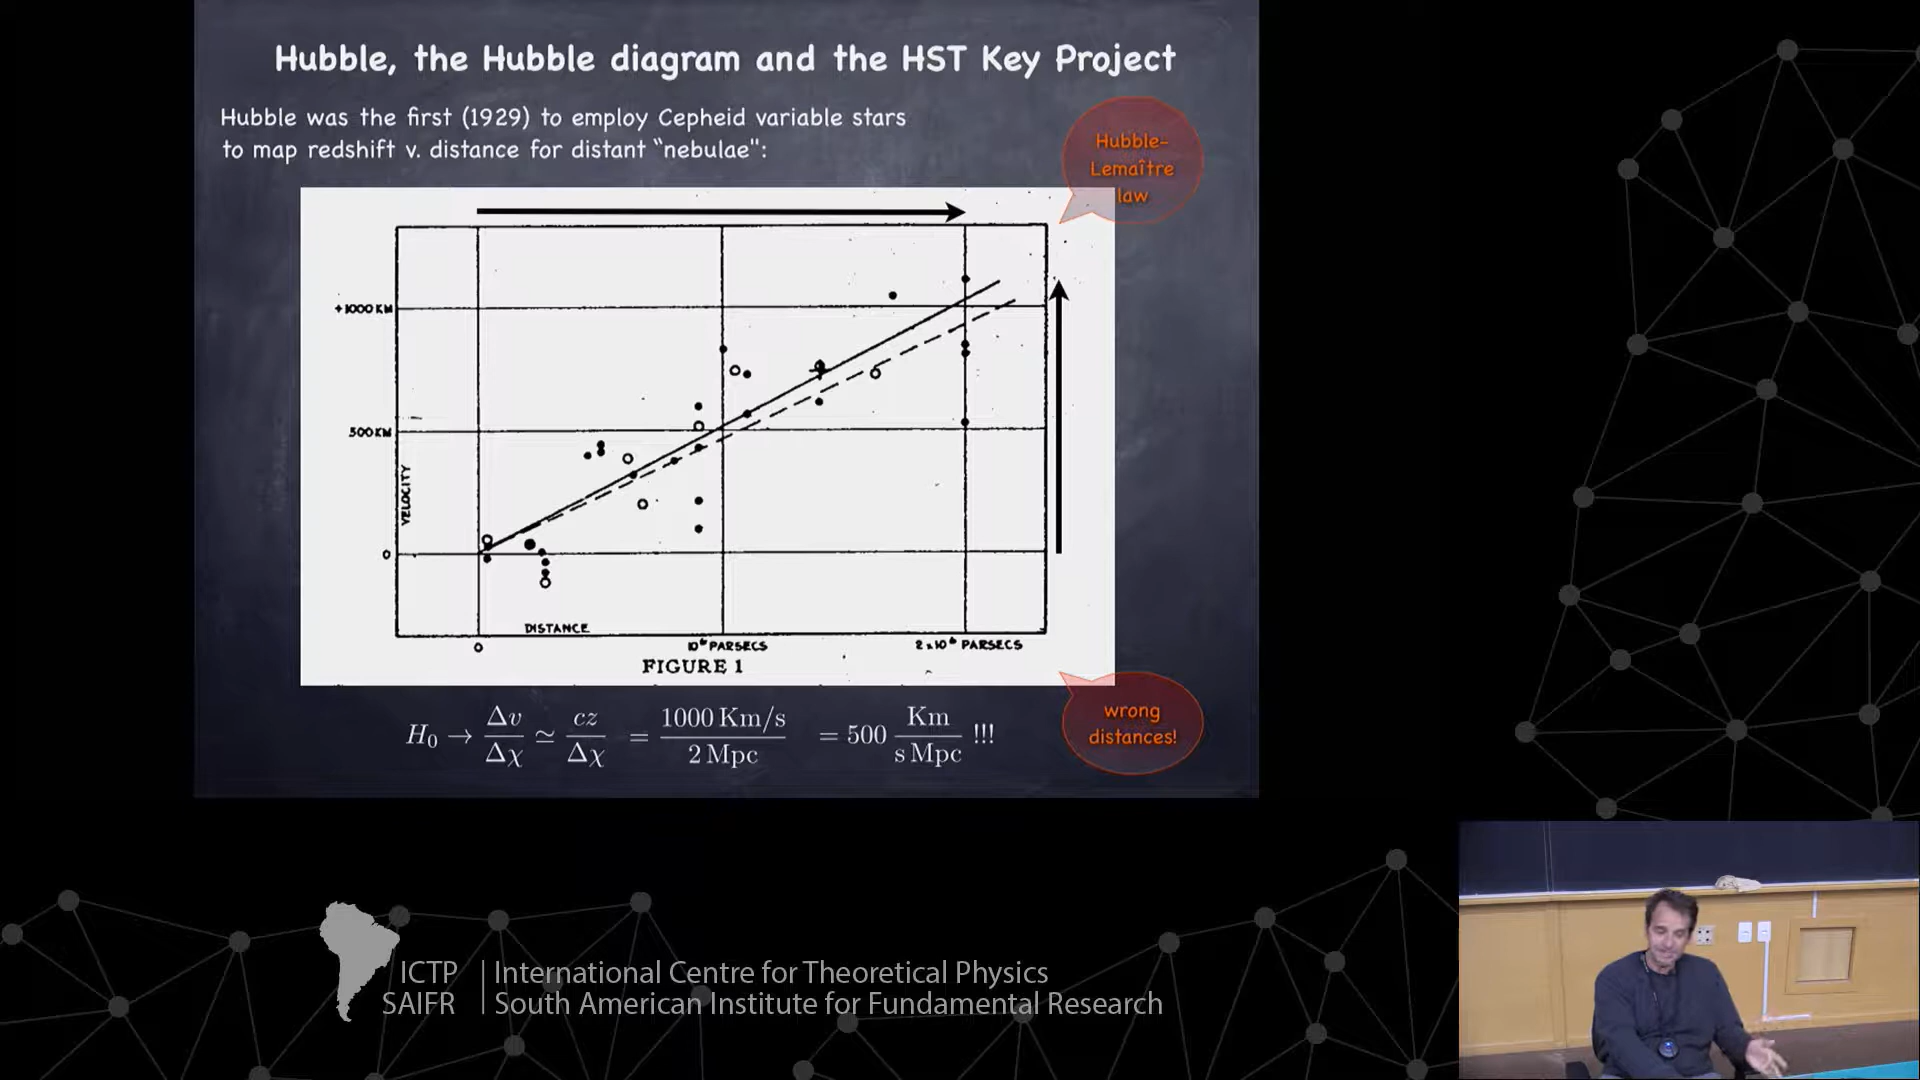 Hubble, the Hubble diagram and the HST Key Project
Hubble was the first (1929) to employ Cepheid variable stars
to map redshift v. distance for distant “nebulae":
Hubble-
Lemaître
law
+1000 KM
500 KM
VELOCITY
0
DISTANCE
0
10⁶ PARSECS
2 x 10⁶ PARSECS
FIGURE 1
H₀ → Δv/Δχ ≃ cz/Δχ = 1000 Km/s / 2 Mpc = 500 Km / s Mpc !!!
wrong
distances!
ICTP | International Centre for Theoretical Physics
SAIFR | South American Institute for Fundamental Research